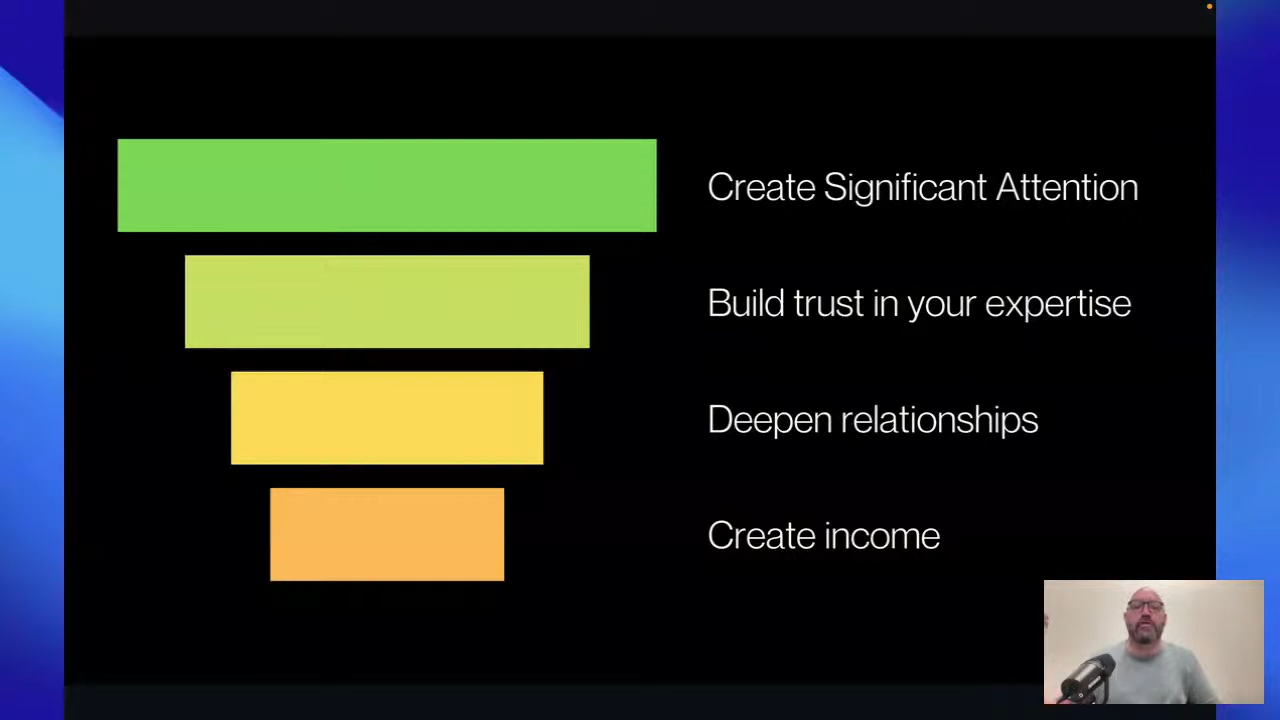 Create Significant Attention
Build trust in your expertise
Deepen relationships
Create income